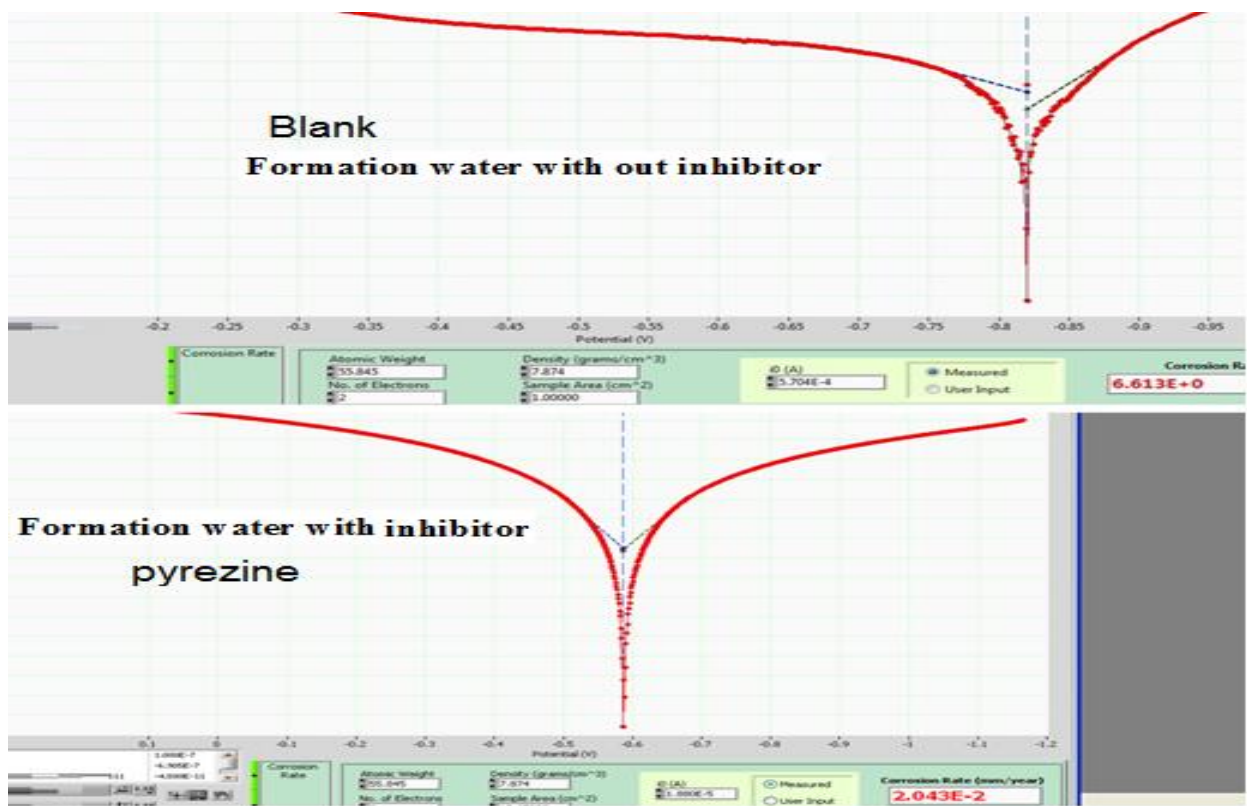 Blank
Formation water with out inhibitor
-0.2 -0.25 -0.3 -0.35 -0.4 -0.45 -0.5 -0.55 -0.6 -0.65 -0.7 -0.75 -0.8 -0.85 -0.9 -0.95
Potential (V)
Corrosion Rate
Atomic Weight
55.845
No. of Electrons
2
Density (grams/cm^3)
7.874
Sample Area (cm^2)
1.00000
i0 (A)
5.704E-4
Measured
User Input
Corrosion Ra
6.613E+0
Formation water with inhibitor
pyrezine
0.1 0 -0.1 -0.2 -0.3 -0.4 -0.5 -0.6 -0.7 -0.8 -0.9 -1 -1.1 -1.2
Potential (V)
Corrosion
Rate
Atomic Weight
55.845
No. of Electrons
Density (grams/cm^3)
7.874
Sample Area (cm^2)
i0 (A)
Measured
User Input
Corrosion Rate (mm/year)
2.043E-2